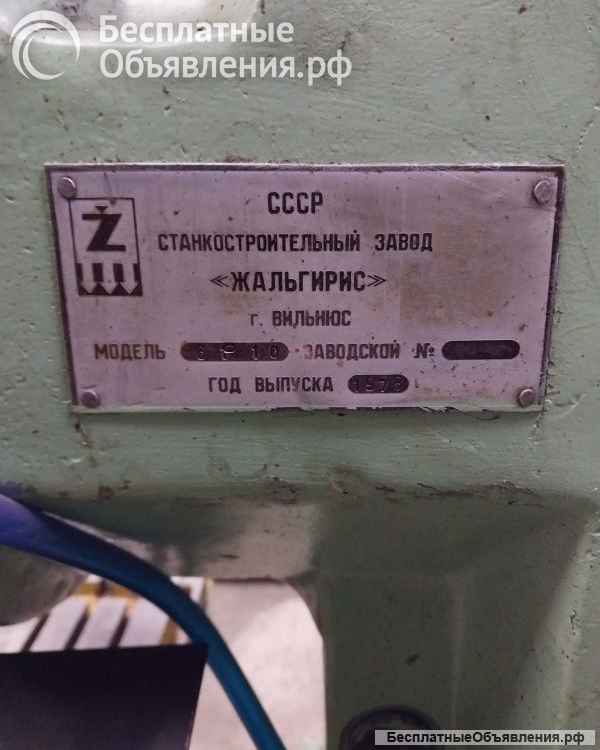 Бесплатные
Объявления.рф
Ž
СССР
СТАНКОСТРОИТЕЛЬНЫЙ ЗАВОД
«ЖАЛЬГИРИС»
г. ВИЛЬНЮС
МОДЕЛЬ ЗАВОДСКОЙ №
ГОД ВЫПУСКА
БесплатныеОбъявления.рф